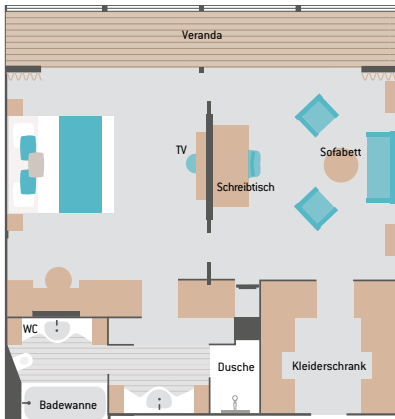 Veranda
TV
Sofabett
Schreibtisch
WC
Dusche
Kleiderschrank
Badewanne